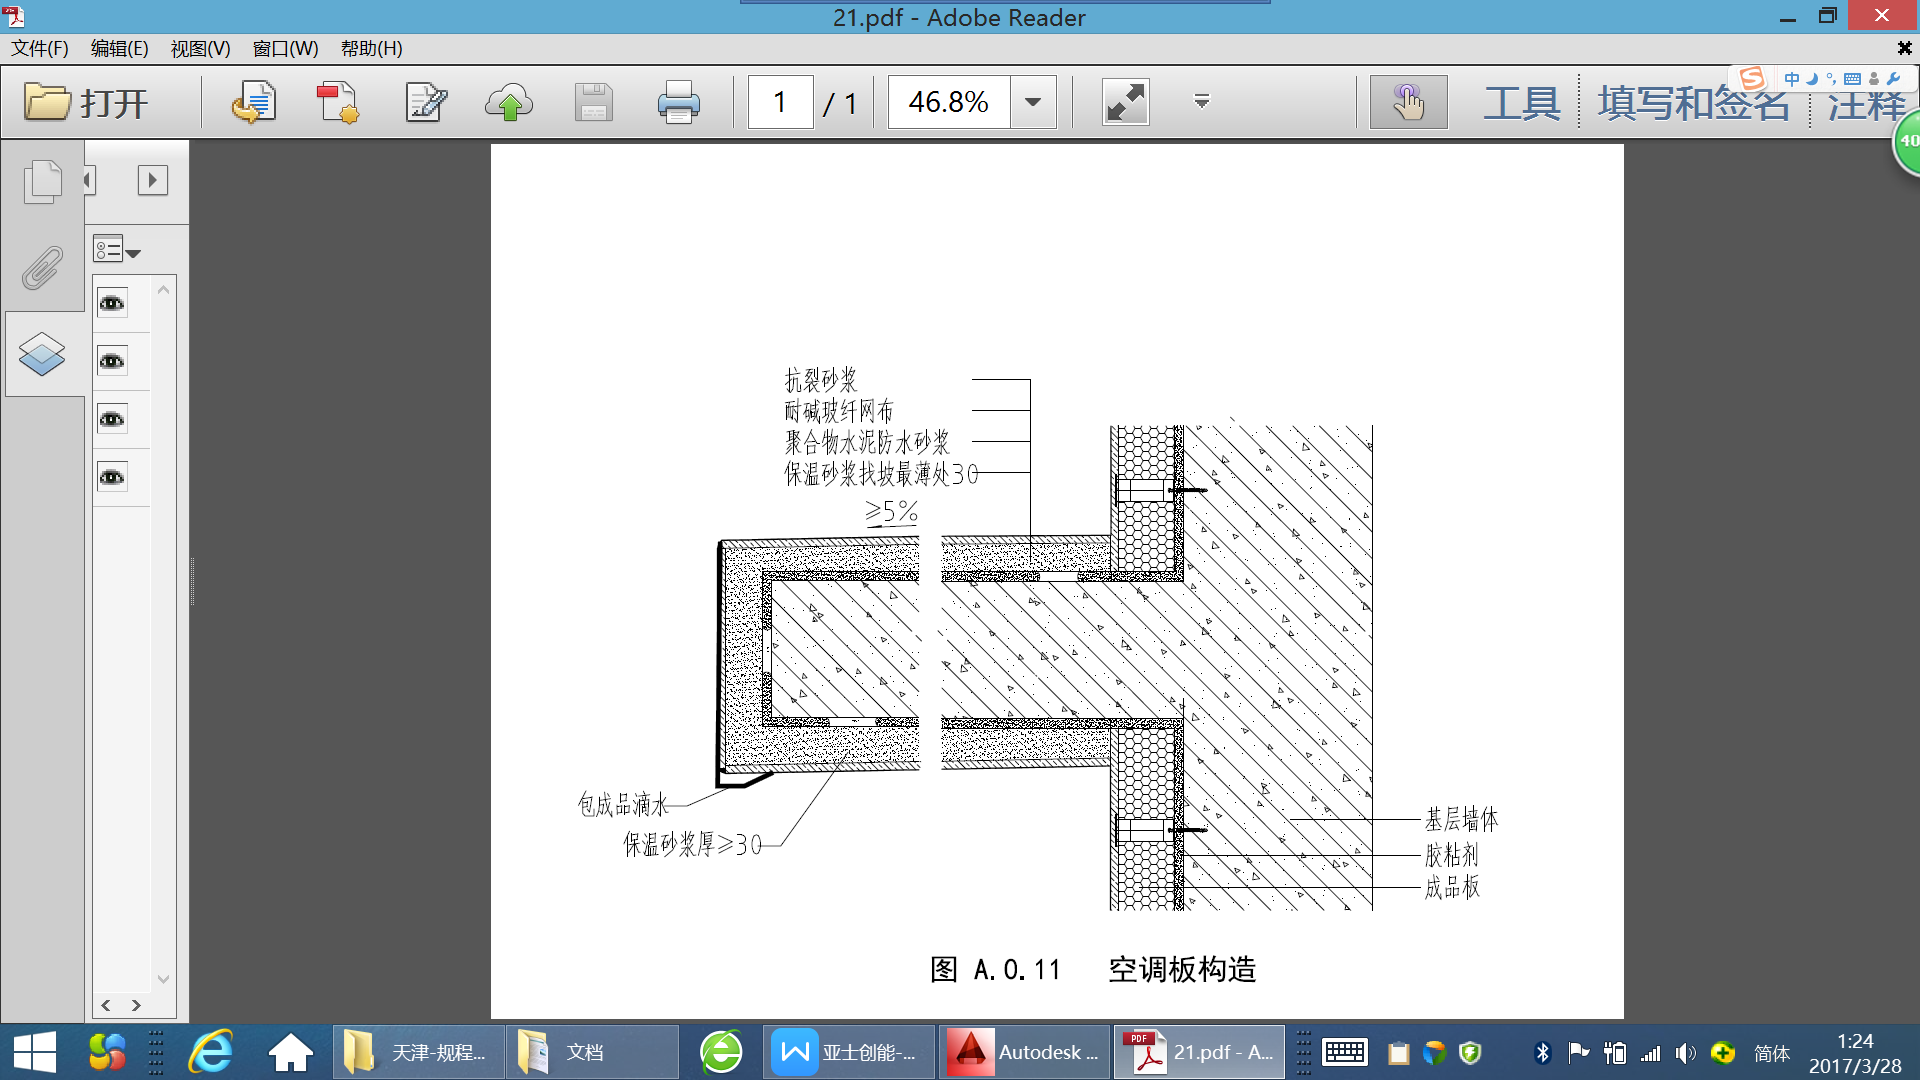 21.pdf - Adobe Reader
文件(F) 编辑(E) 视图(V) 窗口(W) 帮助(H)
打开 1 / 1 46.8% 工具 填写和签名 注释
中
40
抗裂砂浆
耐碱玻纤网布
聚合物水泥防水砂浆
保温砂浆找坡最薄处30
≥5%
包成品滴水
保温砂浆厚≥30
基层墙体
胶粘剂
成品板
图 A.0.11 空调板构造
天津-规程... 文档 亚士创能-... Autodesk ... 21.pdf - A... 简体 1:24
2017/3/28